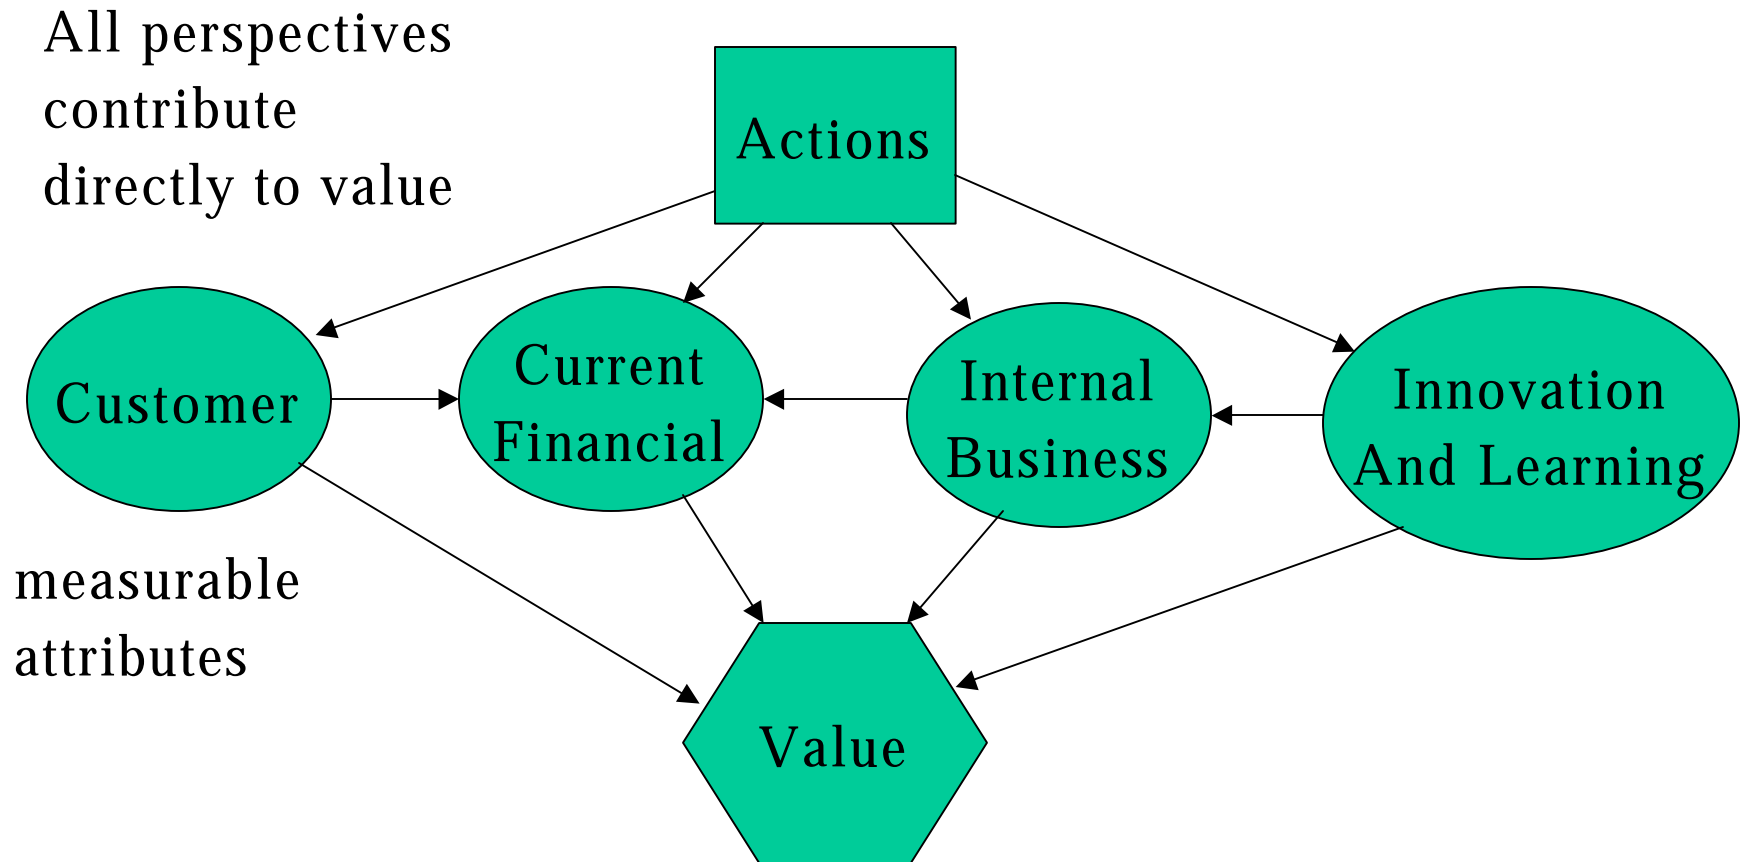 All perspectives
contribute
directly to value
Actions
Customer
Current
Financial
Internal
Business
Innovation
And Learning
measurable
attributes
Value